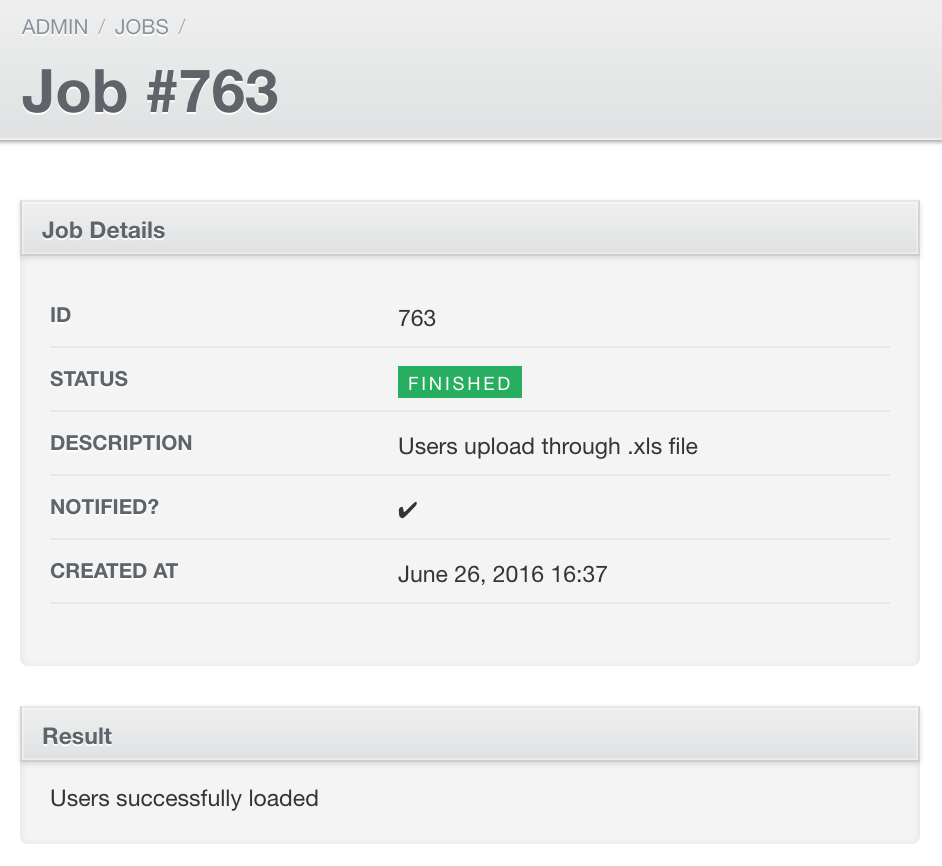 ADMIN / JOBS /
Job #763
Job Details
ID 763
STATUS FINISHED
DESCRIPTION Users upload through .xls file
NOTIFIED? ✔
CREATED AT June 26, 2016 16:37
Result
Users successfully loaded